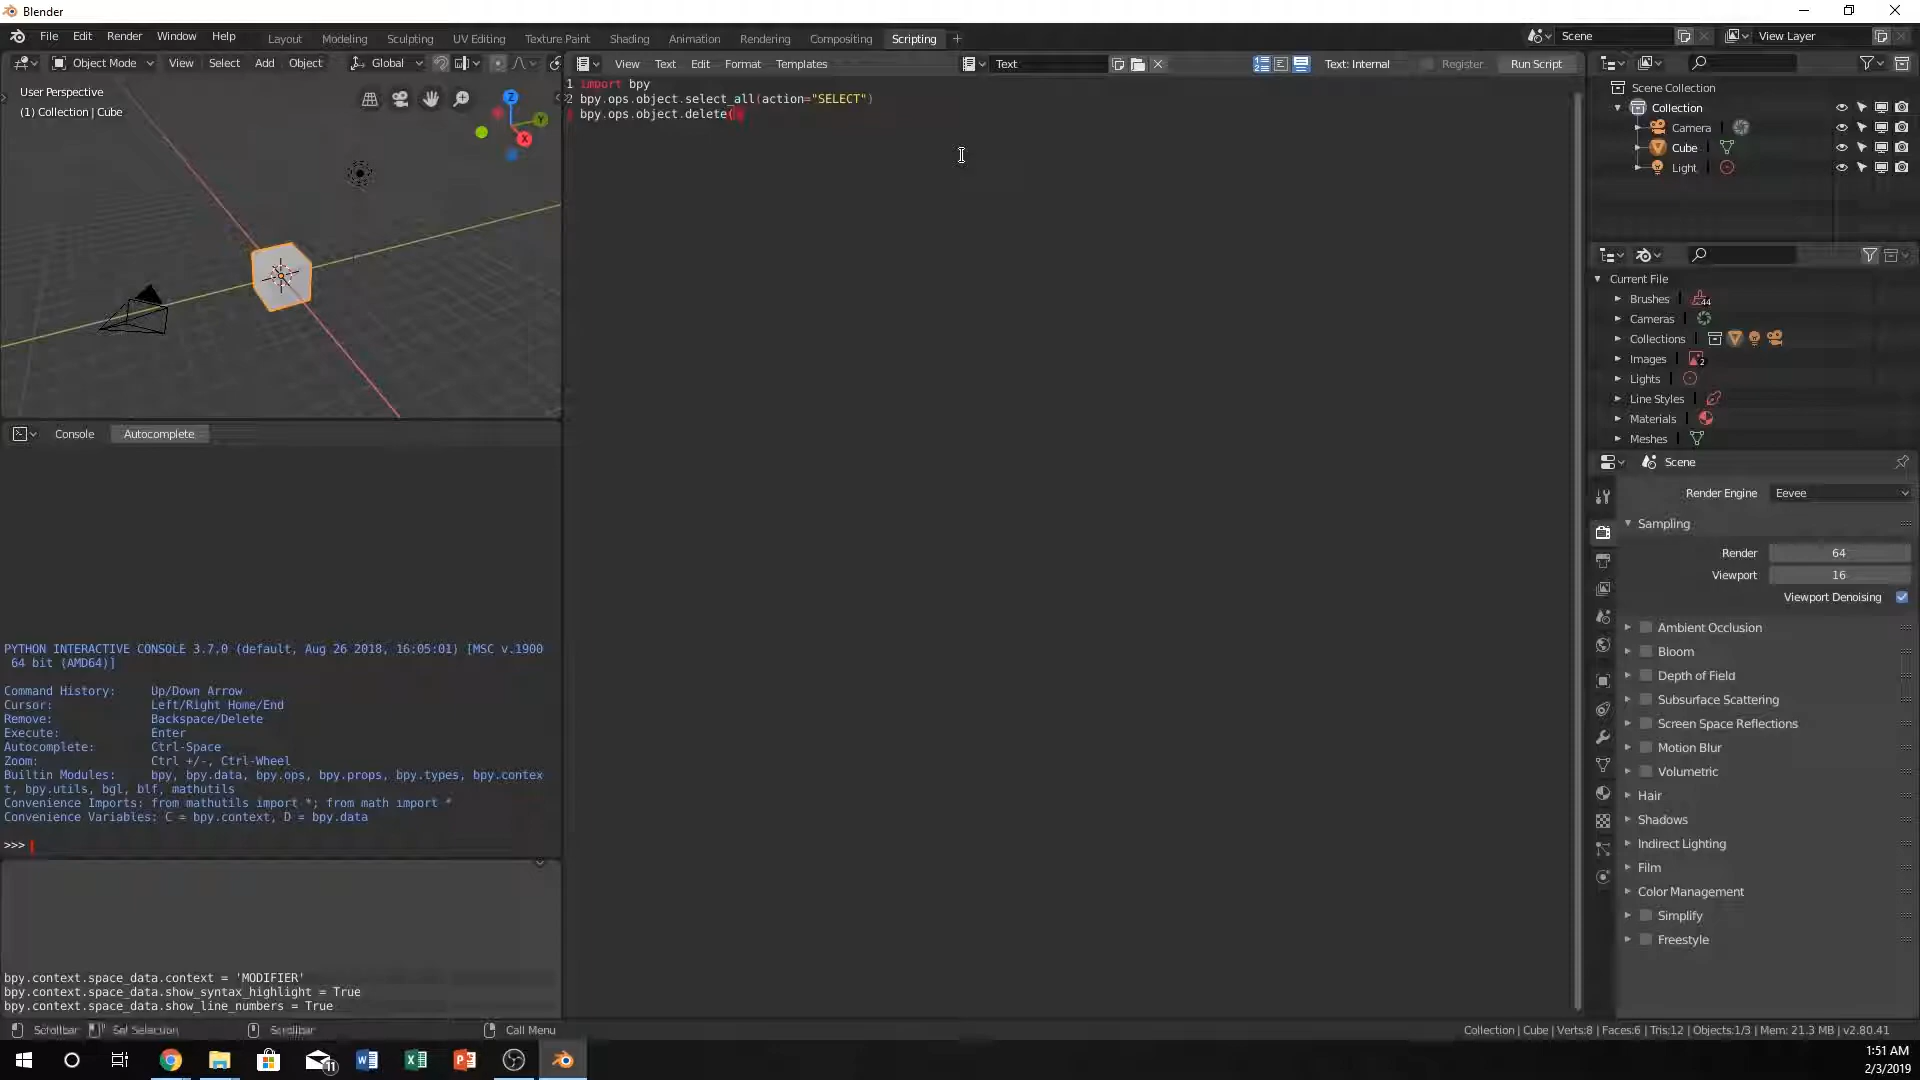 Blender
File Edit Render Window Help
Layout Modeling Sculpting UV Editing Texture Paint Shading Animation Rendering Compositing Scripting +
Scene
View Layer
Object Mode View Select Add Object Global
View Text Edit Format Templates
Text
Text: Internal Register Run Script
User Perspective
(1) Collection | Cube
Z
Y
X
1 import bpy
2 bpy.ops.object.select_all(action="SELECT")
bpy.ops.object.delete(
Scene Collection
Collection
Camera
Cube
Light
Current File
Brushes 44
Cameras
Collections
Images 2
Lights
Line Styles
Materials
Meshes
Scene
Render Engine Eevee
Sampling
Render 64
Viewport 16
Viewport Denoising
Ambient Occlusion
Bloom
Depth of Field
Subsurface Scattering
Screen Space Reflections
Motion Blur
Volumetric
Hair
Shadows
Indirect Lighting
Film
Color Management
Simplify
Freestyle
Console Autocomplete
PYTHON INTERACTIVE CONSOLE 3.7.0 (default, Aug 26 2018, 16:05:01) [MSC v.1900
64 bit (AMD64)]
Command History: Up/Down Arrow
Cursor: Left/Right Home/End
Remove: Backspace/Delete
Execute: Enter
Autocomplete: Ctrl-Space
Zoom: Ctrl +/-, Ctrl-Wheel
Builtin Modules: bpy, bpy.data, bpy.ops, bpy.props, bpy.types, bpy.contex
t, bpy.utils, bgl, blf, mathutils
Convenience Imports: from mathutils import *; from math import *
Convenience Variables: C = bpy.context, D = bpy.data
>>>
bpy.context.space_data.context = 'MODIFIER'
bpy.context.space_data.show_syntax_highlight = True
bpy.context.space_data.show_line_numbers = True
Scrollbar Set Selection Scrollbar Call Menu
Collection | Cube | Verts:8 | Faces:6 | Tris:12 | Objects:1/3 | Mem: 21.3 MB | v2.80.41
11
1:51 AM
2/3/2019